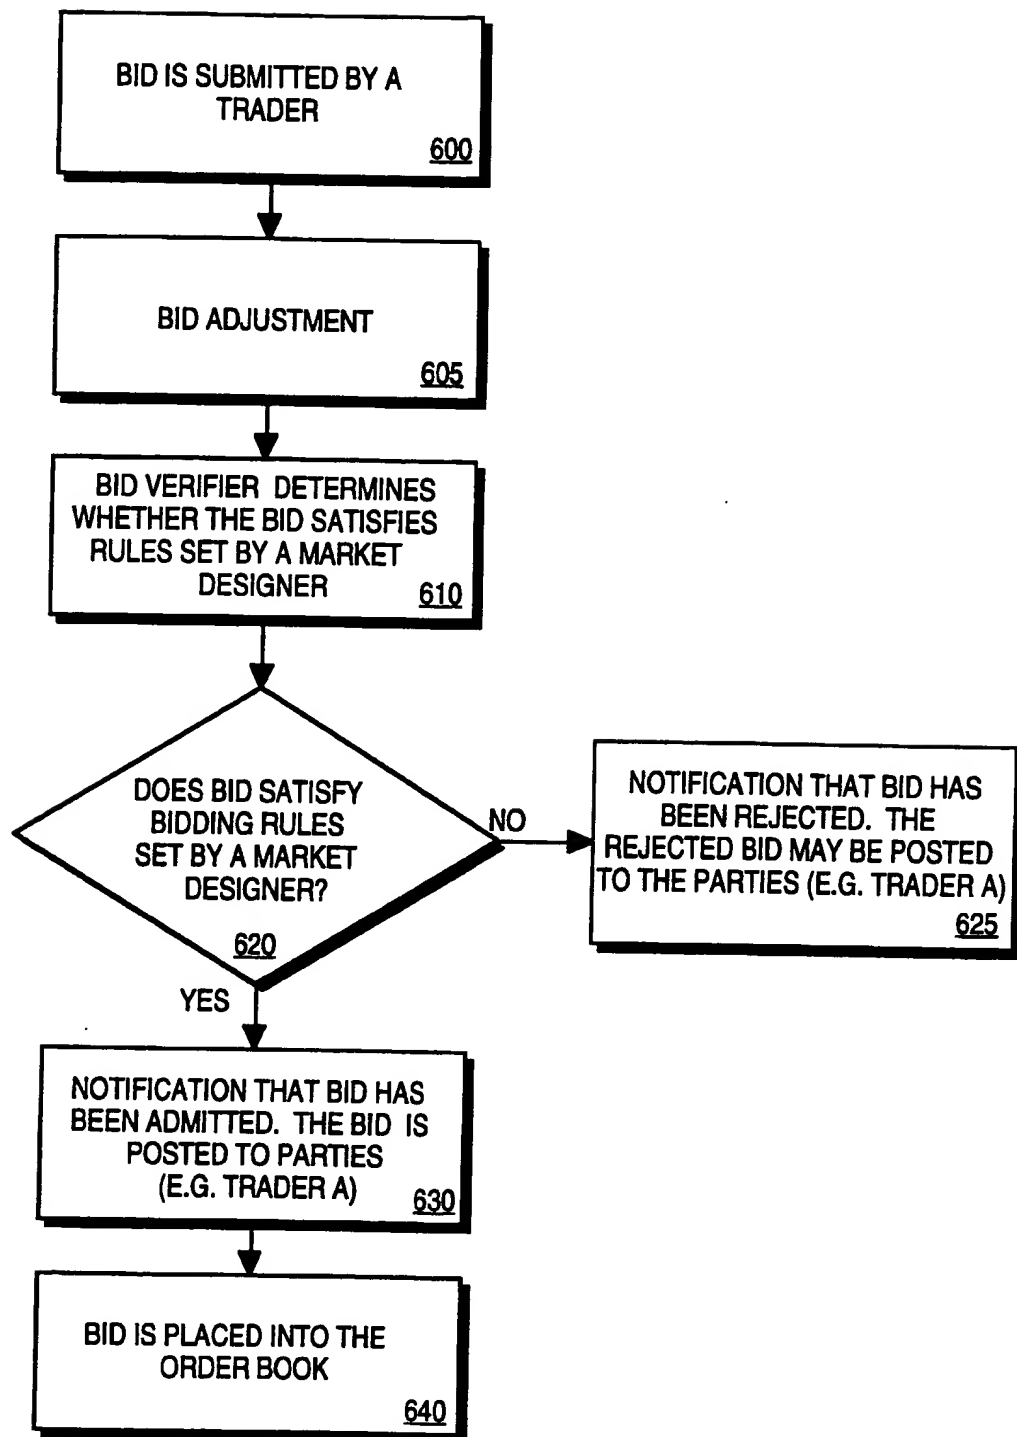 BID IS SUBMITTED BY A
TRADER
600
BID ADJUSTMENT
605
BID VERIFIER DETERMINES
WHETHER THE BID SATISFIES
RULES SET BY A MARKET
DESIGNER
610
DOES BID SATISFY
BIDDING RULES
SET BY A MARKET
DESIGNER?
620
NO
NOTIFICATION THAT BID HAS
BEEN REJECTED. THE
REJECTED BID MAY BE POSTED
TO THE PARTIES (E.G. TRADER A)
625
YES
NOTIFICATION THAT BID HAS
BEEN ADMITTED. THE BID IS
POSTED TO PARTIES
(E.G. TRADER A)
630
BID IS PLACED INTO THE
ORDER BOOK
640